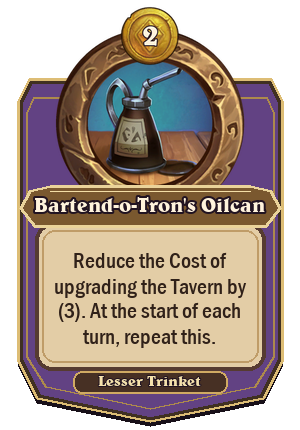 2
Bartend-o-Tron's Oilcan
Reduce the Cost of
upgrading the Tavern by
(3). At the start of each
turn, repeat this.
Lesser Trinket